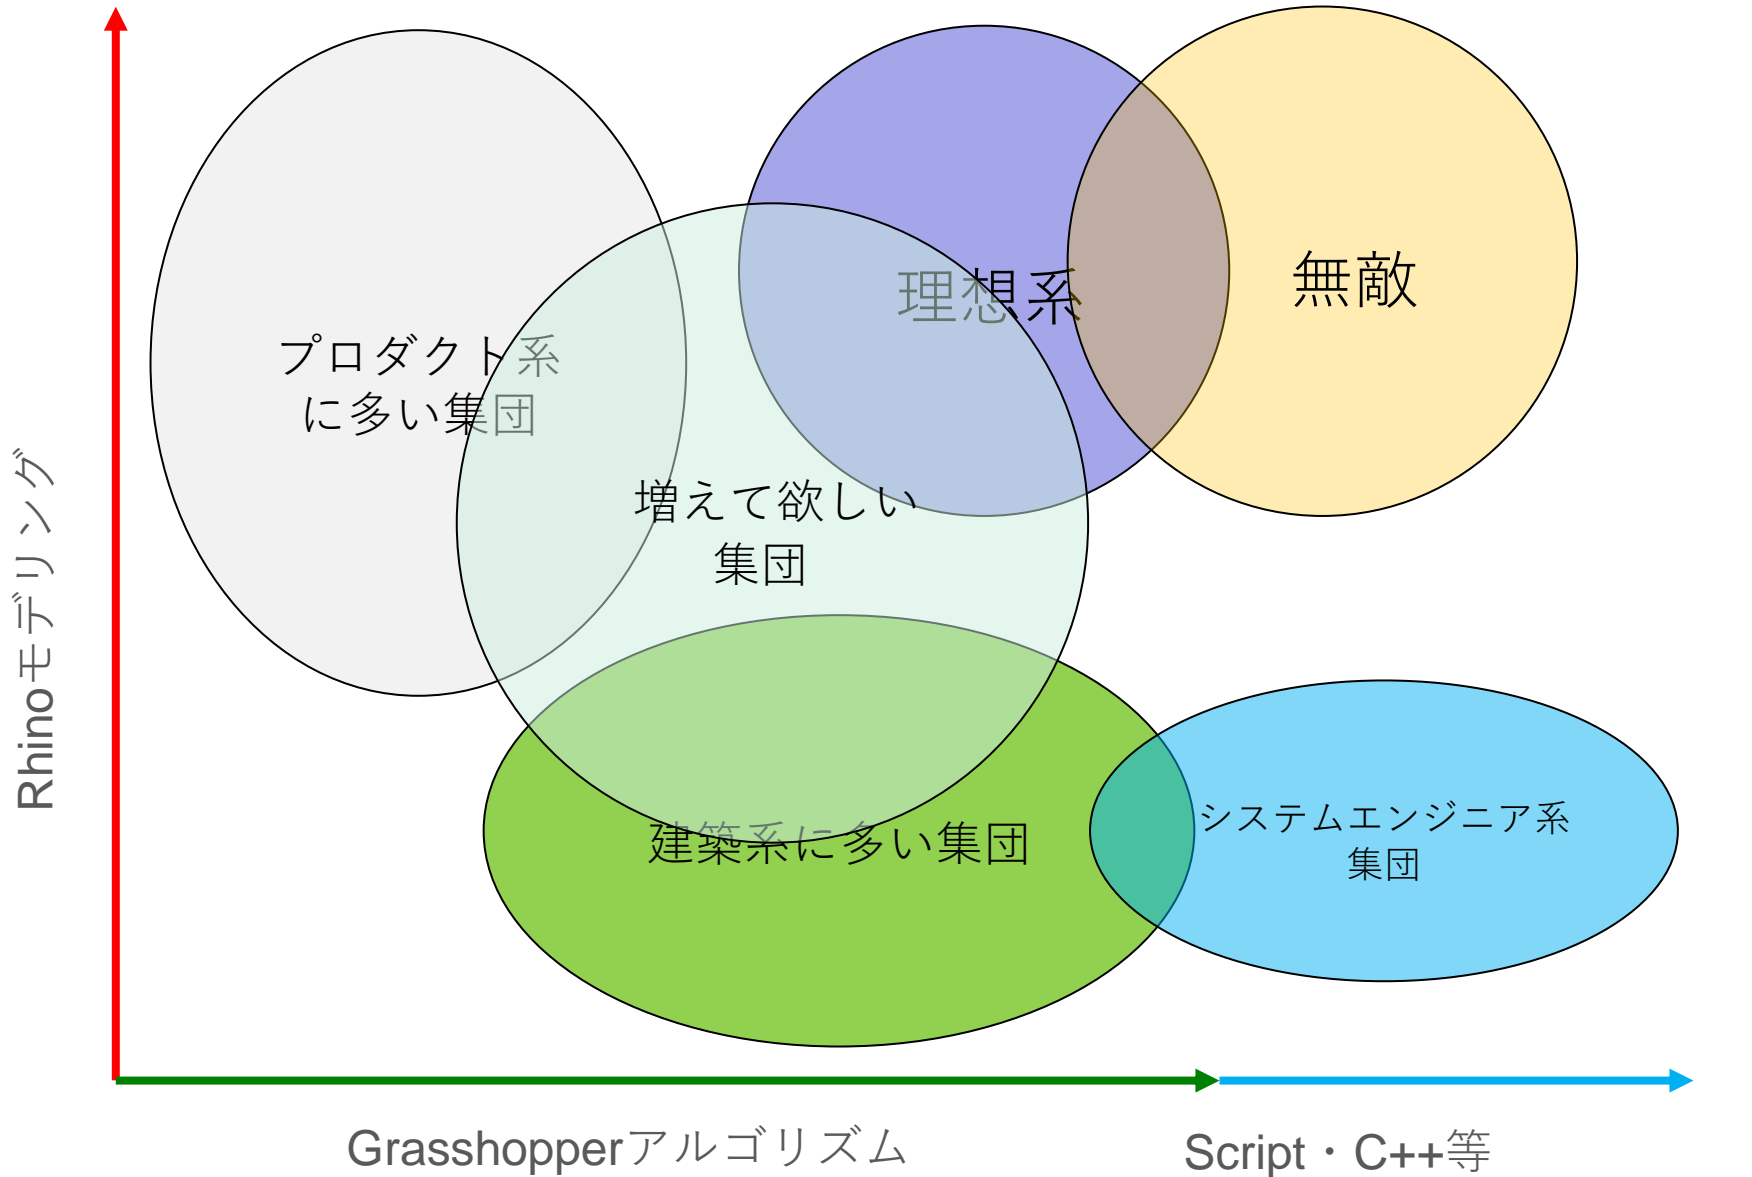 理想系
無敵
プロダクト系
に多い集団
増えて欲しい
集団
建築系に多い集団
システムエンジニア系
集団
Rhinoモデリング
Grasshopperアルゴリズム
Script・C++等